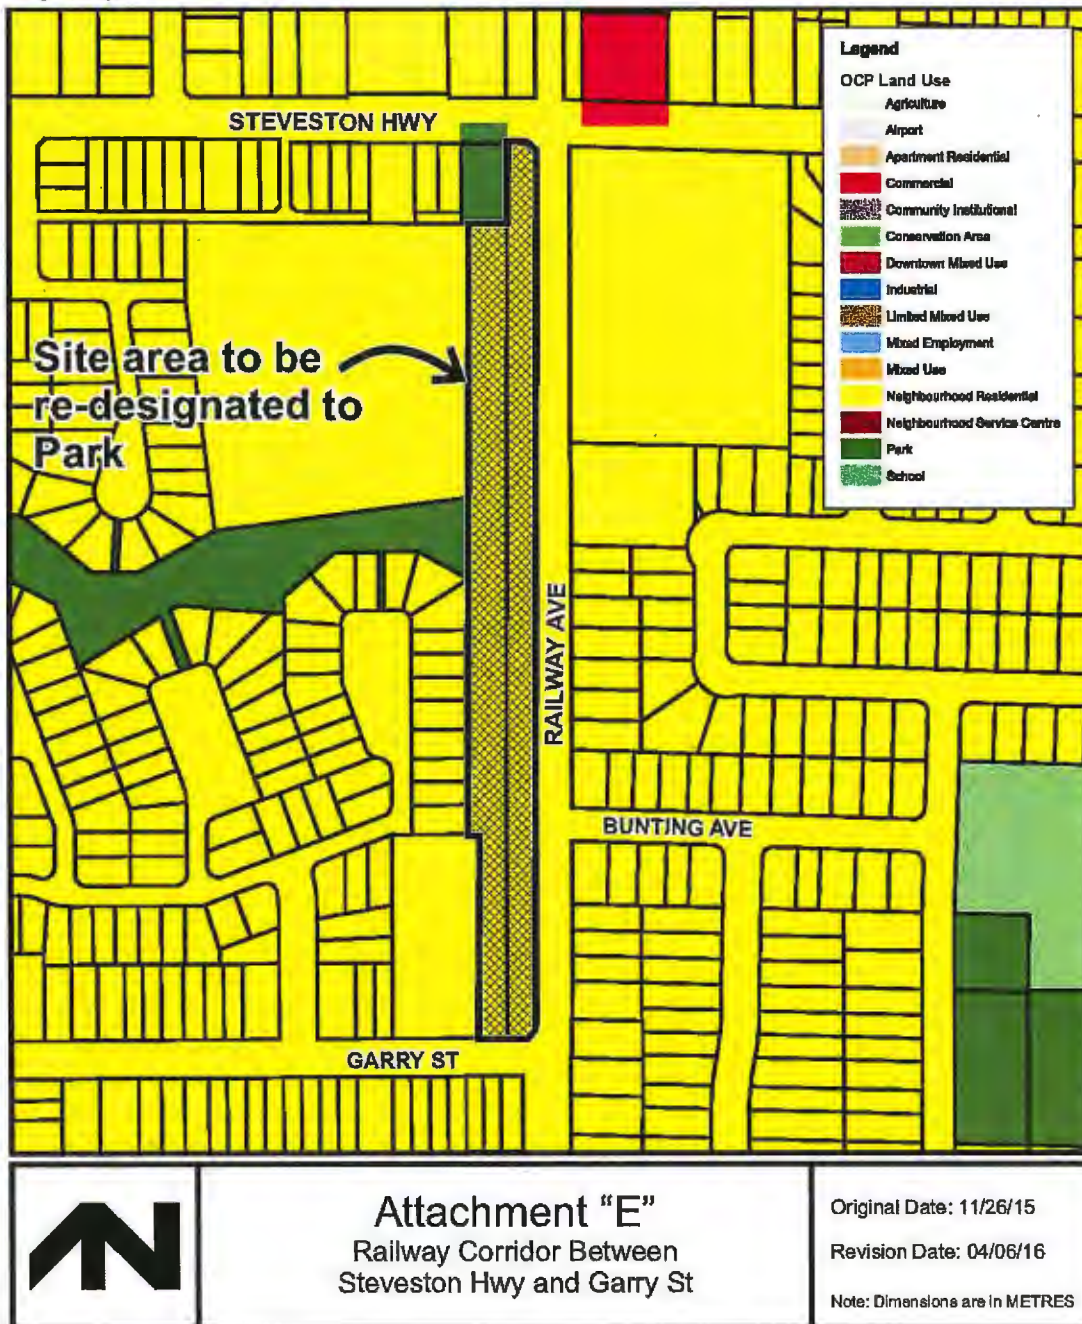 STEVESTON HWY
Legend
OCP Land Use
Agriculture
Airport
Apartment Residential
Commercial
Community Institutional
Conservation Area
Downtown Mixed Use
Industrial
Limited Mixed Use
Mixed Employment
Mixed Use
Neighbourhood Residential
Neighbourhood Service Centre
Park
School
Site area to be
re-designated to
Park
RAILWAY AVE
BUNTING AVE
GARRY ST
Attachment "E"
Railway Corridor Between
Steveston Hwy and Garry St
Original Date: 11/26/15
Revision Date: 04/06/16
Note: Dimensions are in METRES